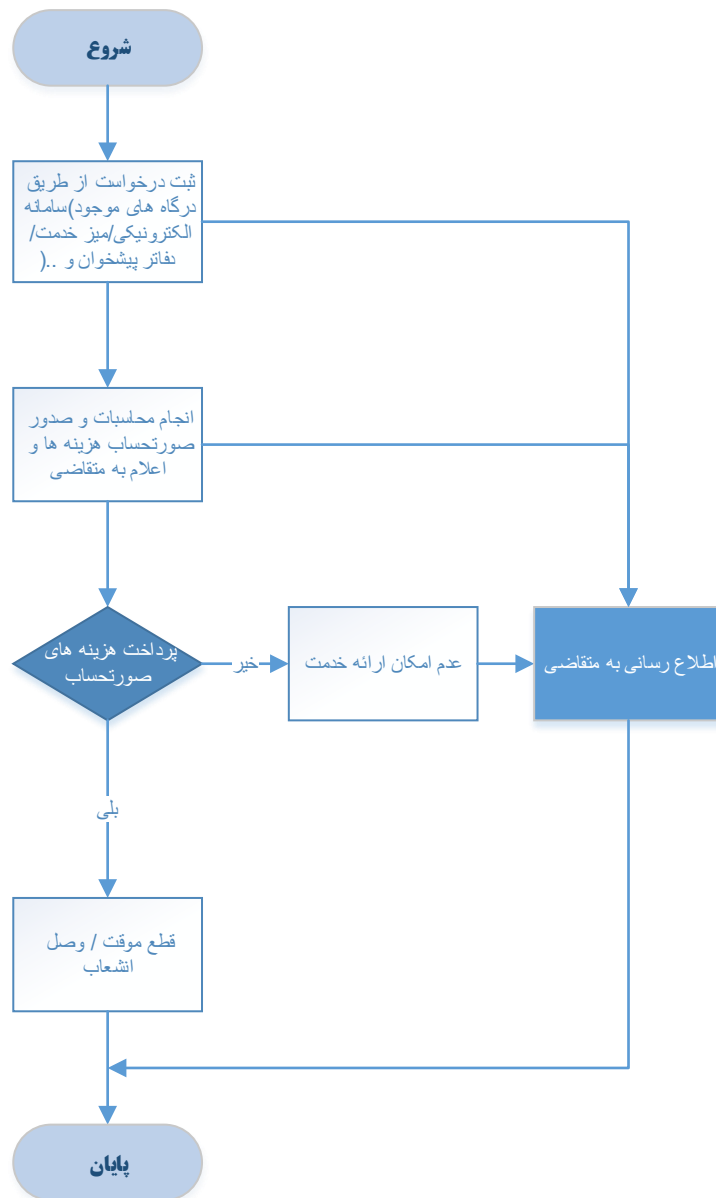 شروع
ثبت درخواست از طریق
درگاه های موجود)سامانه
الکترونیکی/میز خدمت/
دفاتر پیشخوان و ..(
انجام محاسبات و صدور
صورتحساب هزینه ها و
اعلام به متقاضی
پرداخت هزینه های
صورتحساب
خیر
عدم امکان ارائه خدمت
اطلاع رسانی به متقاضی
بلی
قطع موقت / وصل
انشعاب
پایان